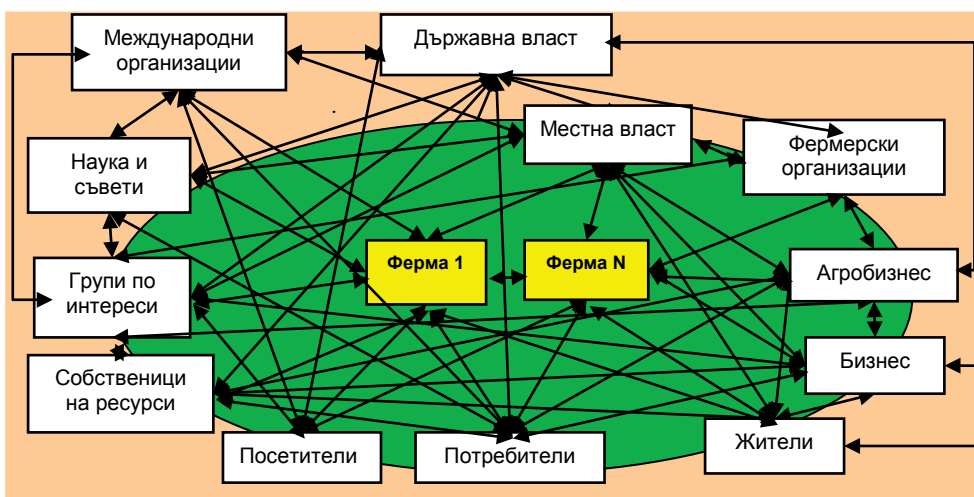 Международни
организации
Държавна власт
Местна власт
Фермерски
организации
Наука и
съвети
Ферма 1
Ферма N
Групи по
интереси
Агробизнес
Собственици
на ресурси
Бизнес
Посетители
Потребители
Жители